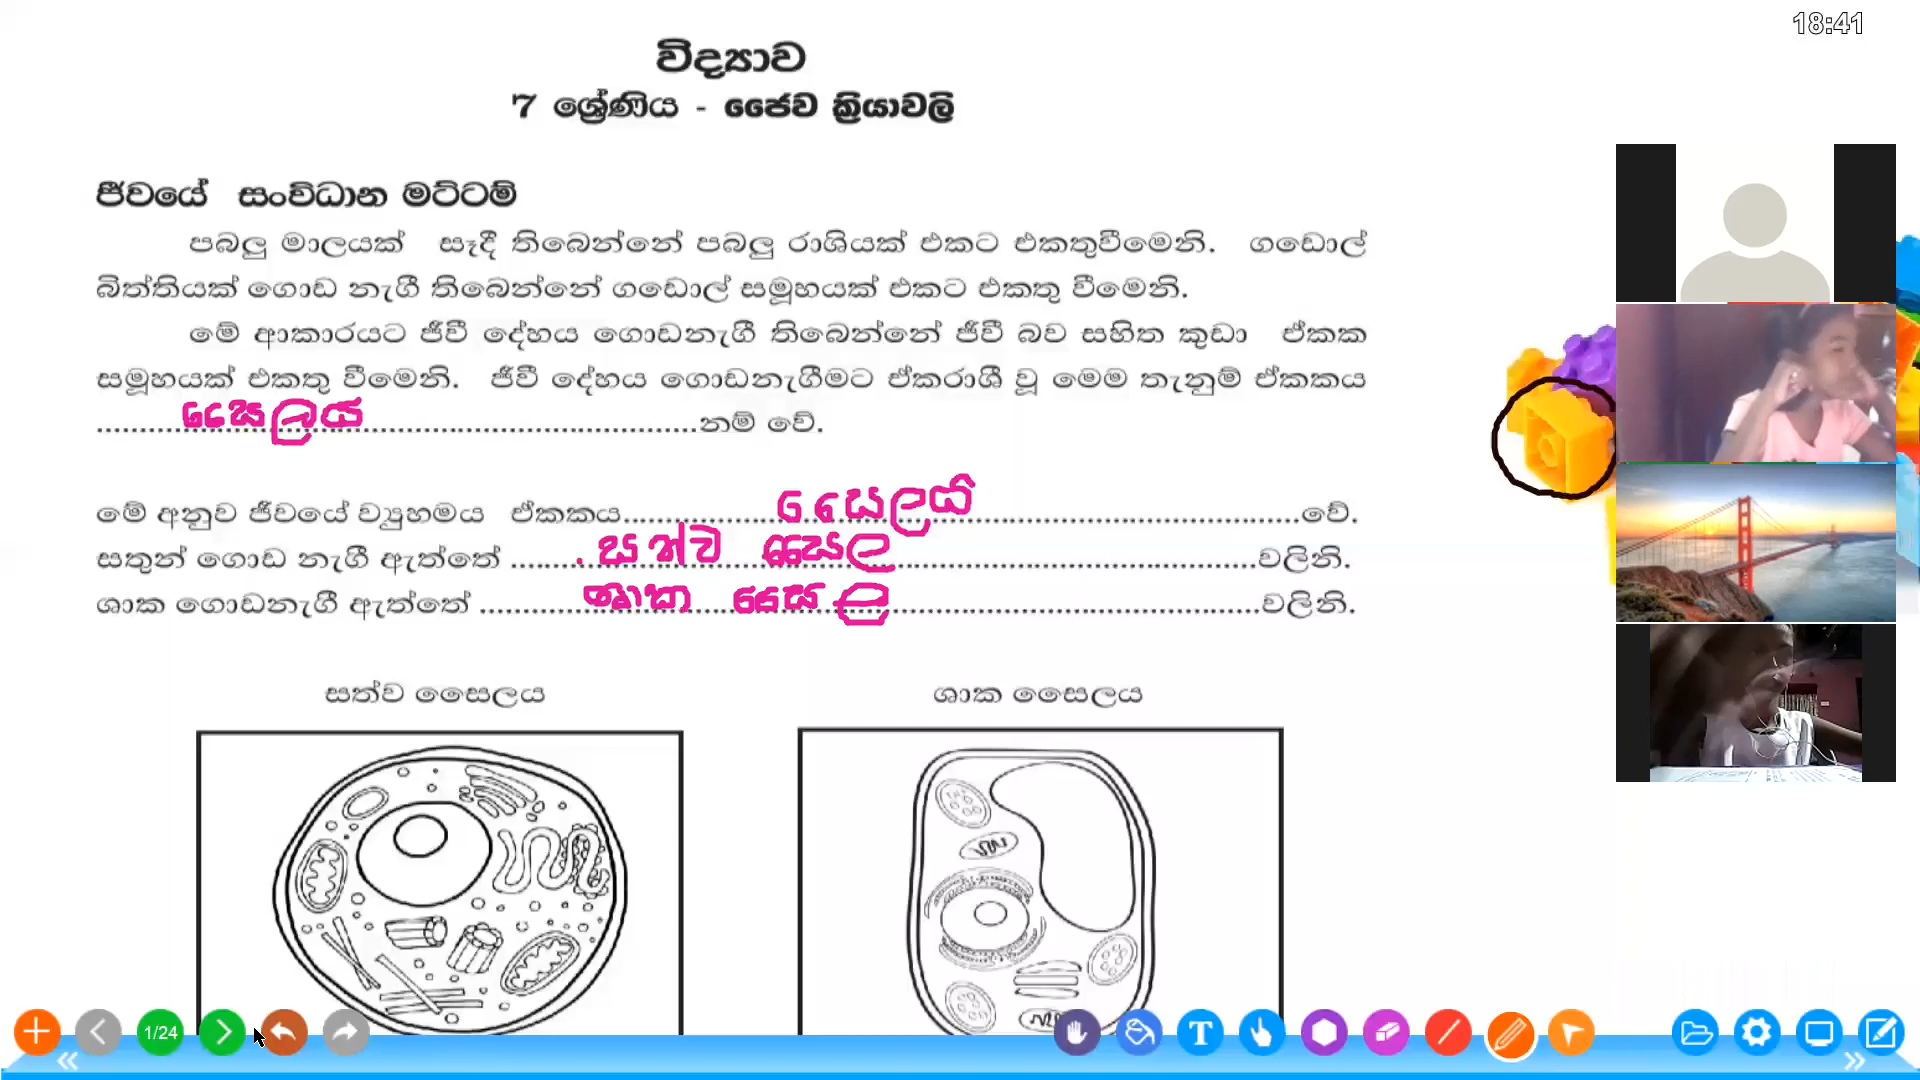 18:41
විද්‍යාව
7 ශ්‍රේණිය - ජෛව ක්‍රියාවලි
ජීවයේ සංවිධාන මට්ටම්
පබලු මාලයක් සෑදී තිබෙන්නේ පබලු රාශියක් එකට එකතුවීමෙනි. ගඩොල්
බිත්තියක් ගොඩ නැගී තිබෙන්නේ ගඩොල් සමූහයක් එකට එකතු වීමෙනි.
මේ ආකාරයට ජීවී දේහය ගොඩනැගී තිබෙන්නේ ජීවී බව සහිත කුඩා ඒකක
සමූහයක් එකතු වීමෙනි. ජීවී දේහය ගොඩනැගීමට ඒකරාශී වූ මෙම තැනුම් ඒකකය
සෛලය නම් වේ.
මේ අනුව ජීවයේ ව්‍යුහමය ඒකකය සෛලයි වේ.
සතුන් ගොඩ නැගී ඇත්තේ සත්ව සෛල වලිනි.
ශාක ගොඩනැගී ඇත්තේ ශාක සෛල වලිනි.
සත්ව සෛලය ශාක සෛලය
1/24